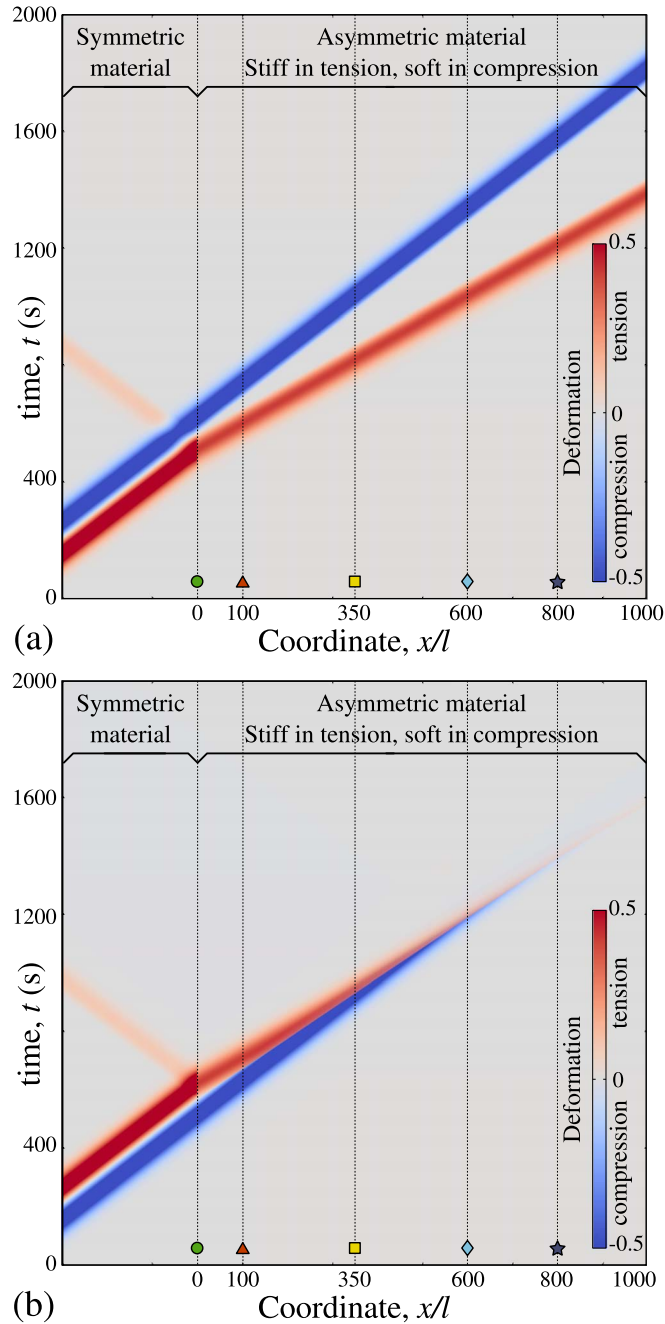 2000
Symmetric Asymmetric material
material Stiff in tension, soft in compression
1600
1200
0.5
time, t (s)
800
Deformation
tension
0
compression
400
-0.5
0
0 100 350 600 800 1000
(a) Coordinate, x/l
2000
Symmetric Asymmetric material
material Stiff in tension, soft in compression
1600
1200
0.5
time, t (s)
800
Deformation
tension
0
compression
400
-0.5
0
0 100 350 600 800 1000
(b) Coordinate, x/l